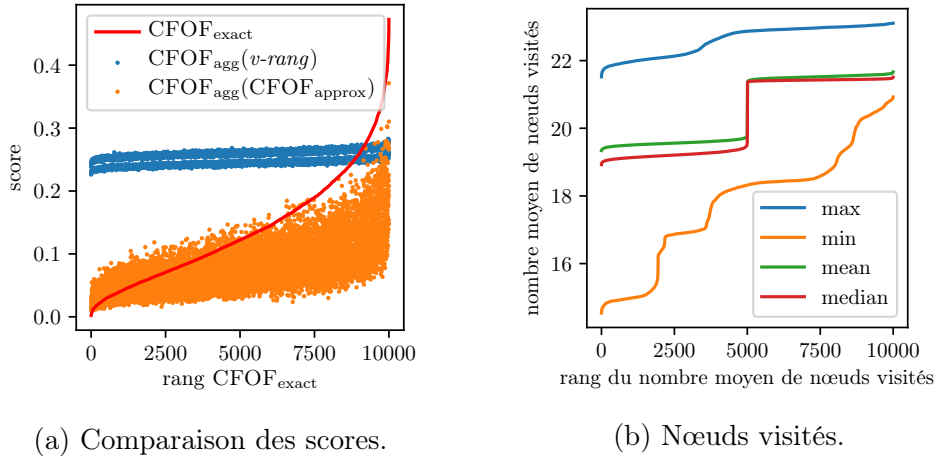 CFOF_exact
CFOF_agg(v-rang)
CFOF_agg(CFOF_approx)
score
0.4
0.3
0.2
0.1
0.0
0 2500 5000 7500 10000
rang CFOF_exact
(a) Comparaison des scores.
nombre moyen de nœuds visités
22
20
18
16
max
min
mean
median
0 2500 5000 7500 10000
rang du nombre moyen de nœuds visités
(b) Nœuds visités.